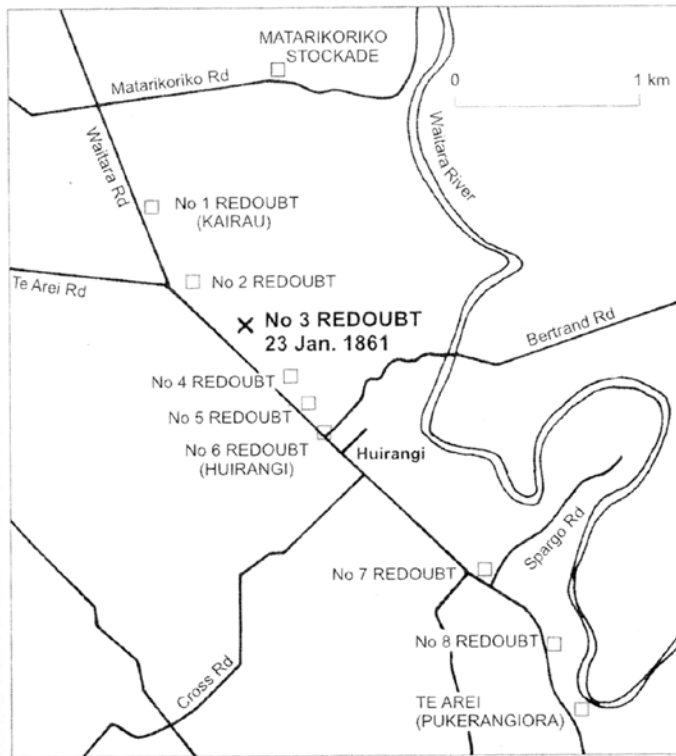 MATARIKORIKO
STOCKADE
0 1 km
Matarikoriko Rd
Waitara Rd
Waitara River
No 1 REDOUBT
(KAIRAU)
Te Arei Rd
No 2 REDOUBT
No 3 REDOUBT
23 Jan. 1861
Bertrand Rd
No 4 REDOUBT
No 5 REDOUBT
No 6 REDOUBT
(HUIRANGI)
Huirangi
Spargo Rd
No 7 REDOUBT
No 8 REDOUBT
Cross Rd
TE AREI
(PUKERANGIORA)